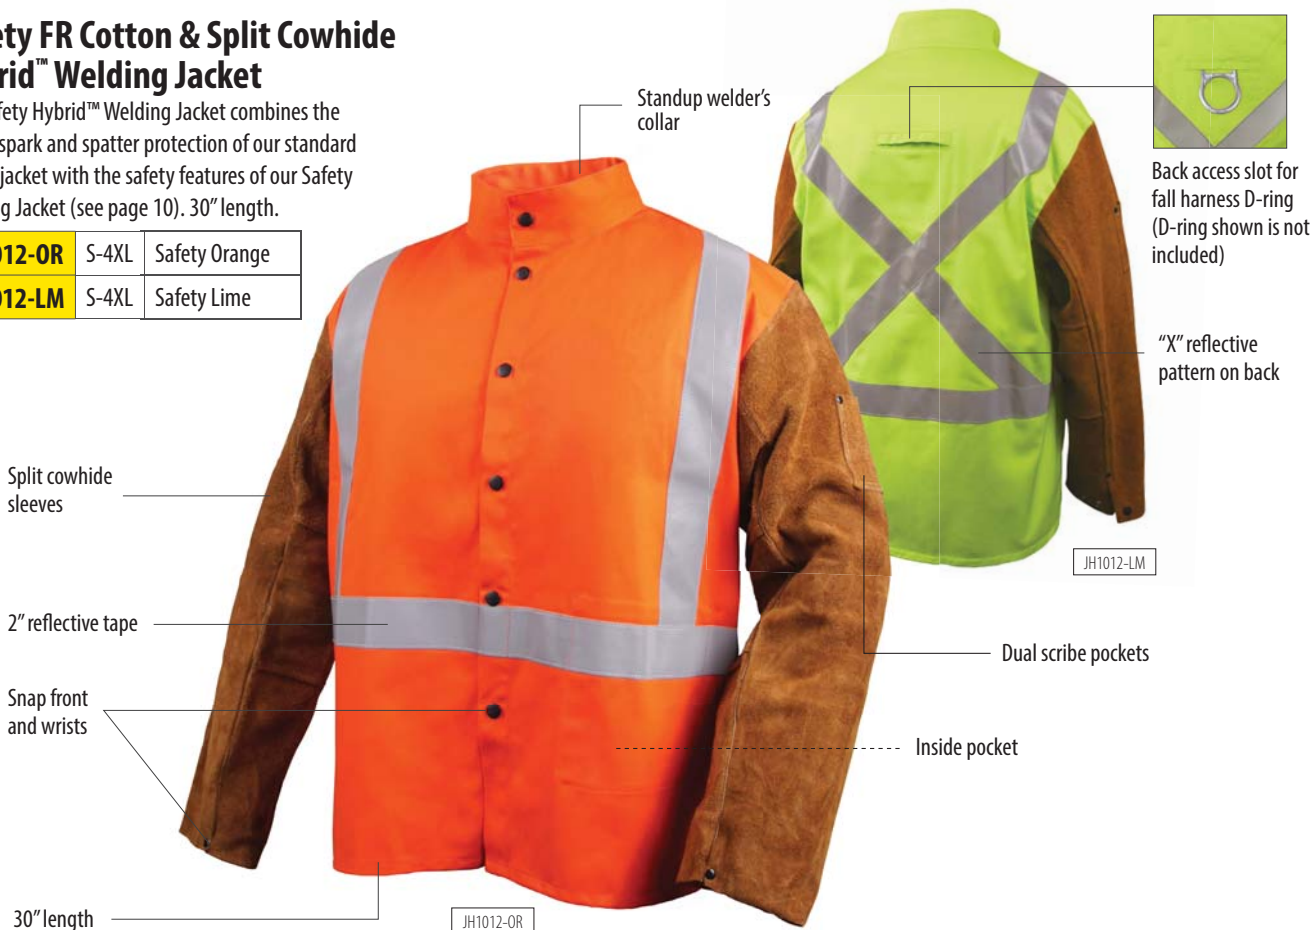 ety FR Cotton & Split Cowhide
rid™ Welding Jacket
fety Hybrid™ Welding Jacket combines the
spark and spatter protection of our standard
jacket with the safety features of our Safety
g Jacket (see page 10). 30” length.
012-OR S-4XL Safety Orange
012-LM S-4XL Safety Lime
Standup welder’s
collar
Back access slot for
fall harness D-ring
(D-ring shown is not
included)
“X” reflective
pattern on back
JH1012-LM
Split cowhide
sleeves
2” reflective tape
Dual scribe pockets
Snap front
and wrists
Inside pocket
30” length
JH1012-OR